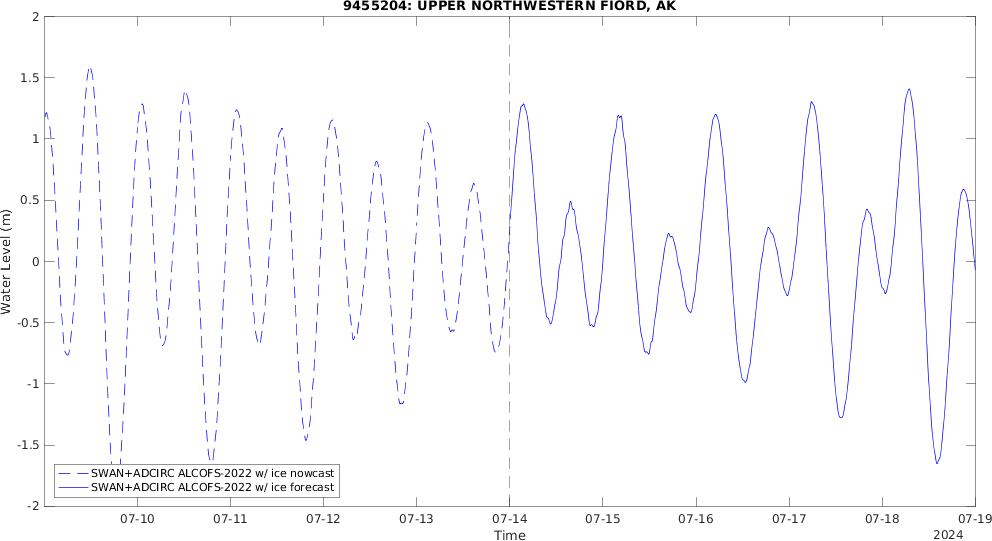 9455204: UPPER NORTHWESTERN FIORD, AK
Water Level (m)
2
1.5
1
0.5
0
-0.5
-1
-1.5
-2
SWAN+ADCIRC ALCOFS-2022 w/ ice nowcast
SWAN+ADCIRC ALCOFS-2022 w/ ice forecast
07-10 07-11 07-12 07-13 07-14 07-15 07-16 07-17 07-18 07-19
Time
2024